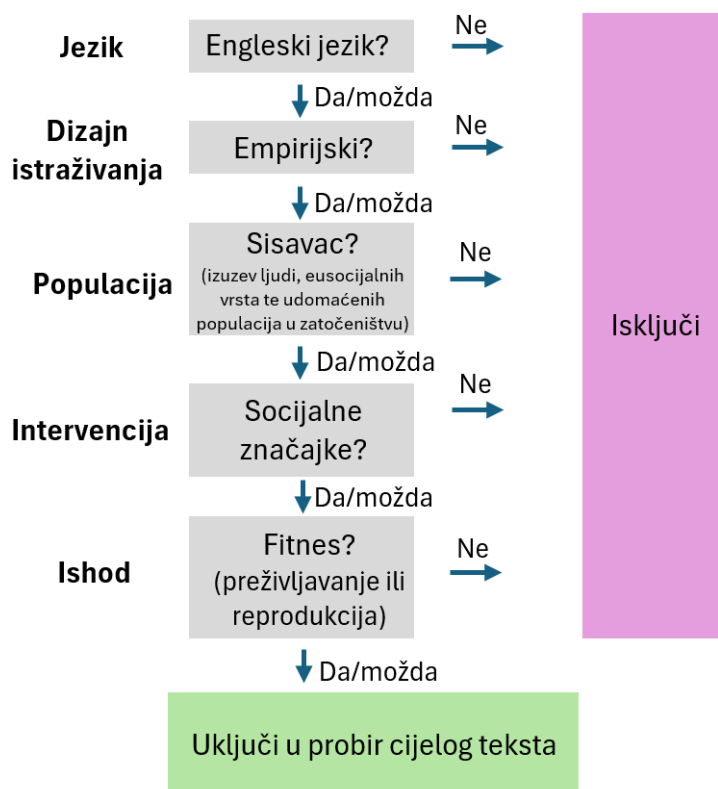 Jezik
Engleski jezik?
Ne
Da/možda
Dizajn
istraživanja
Empirijski?
Ne
Da/možda
Populacija
Sisavac?
(izuzev ljudi, eusocijalnih
vrsta te udomaćenih
populacija u zatočeništvu)
Ne
Isključi
Da/možda
Intervencija
Socijalne
značajke?
Ne
Da/možda
Ishod
Fitnes?
(preživljavanje ili
reprodukcija)
Ne
Da/možda
Uključi u probir cijelog teksta